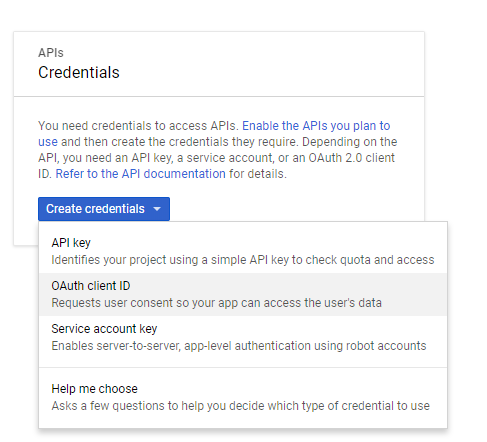 APIs
Credentials
You need credentials to access APIs. Enable the APIs you plan to
use and then create the credentials they require. Depending on the
API, you need an API key, a service account, or an OAuth 2.0 client
ID. Refer to the API documentation for details.
Create credentials
API key
Identifies your project using a simple API key to check quota and access
OAuth client ID
Requests user consent so your app can access the user's data
Service account key
Enables server-to-server, app-level authentication using robot accounts
Help me choose
Asks a few questions to help you decide which type of credential to use